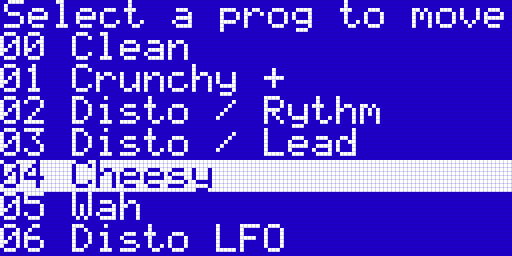 Select a prog to move
00 Clean
01 Crunchy +
02 Disto / Rythm
03 Disto / Lead
04 Cheesy
05 Wah
06 Disto LFO